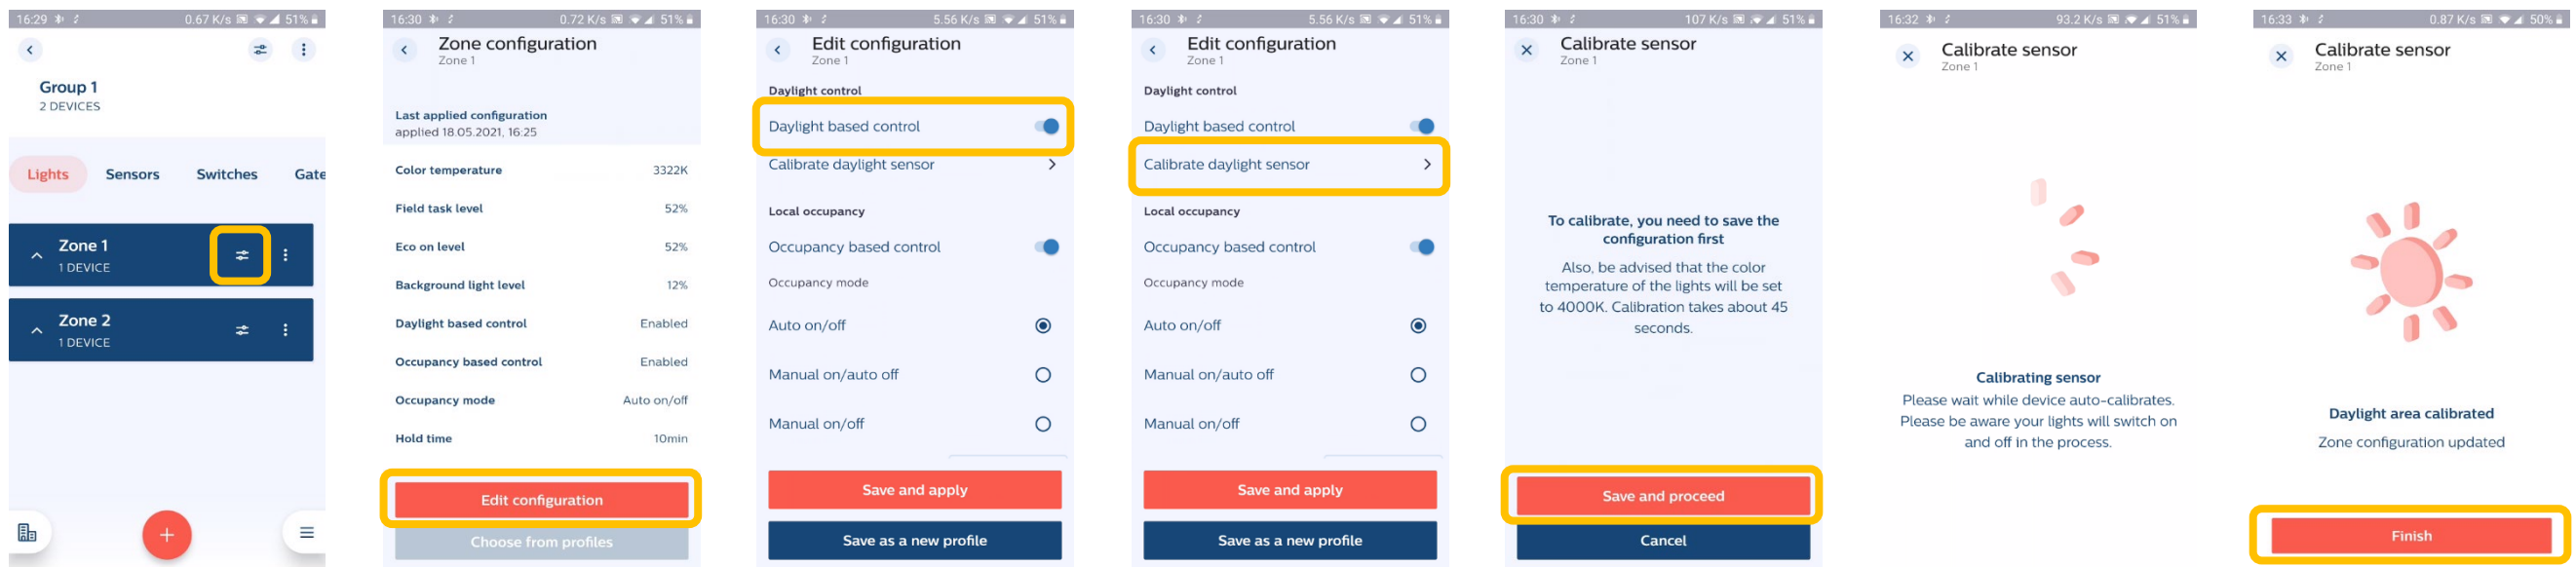 16:29
0.67 K/s
51%
Group 1
2 DEVICES
Lights
Sensors
Switches
Gate
Zone 1
1 DEVICE
Zone 2
1 DEVICE
16:30
0.72 K/s
51%
Zone configuration
Zone 1
Last applied configuration
applied 18.05.2021, 16:25
Color temperature 3322K
Field task level 52%
Eco on level 52%
Background light level 12%
Daylight based control Enabled
Occupancy based control Enabled
Occupancy mode Auto on/off
Hold time 10min
Edit configuration
Choose from profiles
16:30
5.56 K/s
51%
Edit configuration
Zone 1
Daylight control
Daylight based control
Calibrate daylight sensor
Local occupancy
Occupancy based control
Occupancy mode
Auto on/off
Manual on/auto off
Manual on/off
Save and apply
Save as a new profile
16:30
5.56 K/s
51%
Edit configuration
Zone 1
Daylight control
Daylight based control
Calibrate daylight sensor
Local occupancy
Occupancy based control
Occupancy mode
Auto on/off
Manual on/auto off
Manual on/off
Save and apply
Save as a new profile
16:30
107 K/s
51%
Calibrate sensor
Zone 1
To calibrate, you need to save the
configuration first
Also, be advised that the color
temperature of the lights will be set
to 4000K. Calibration takes about 45
seconds.
Save and proceed
Cancel
16:32
93.2 K/s
51%
Calibrate sensor
Zone 1
Calibrating sensor
Please wait while device auto-calibrates.
Please be aware your lights will switch on
and off in the process.
16:33
0.87 K/s
50%
Calibrate sensor
Zone 1
Daylight area calibrated
Zone configuration updated
Finish